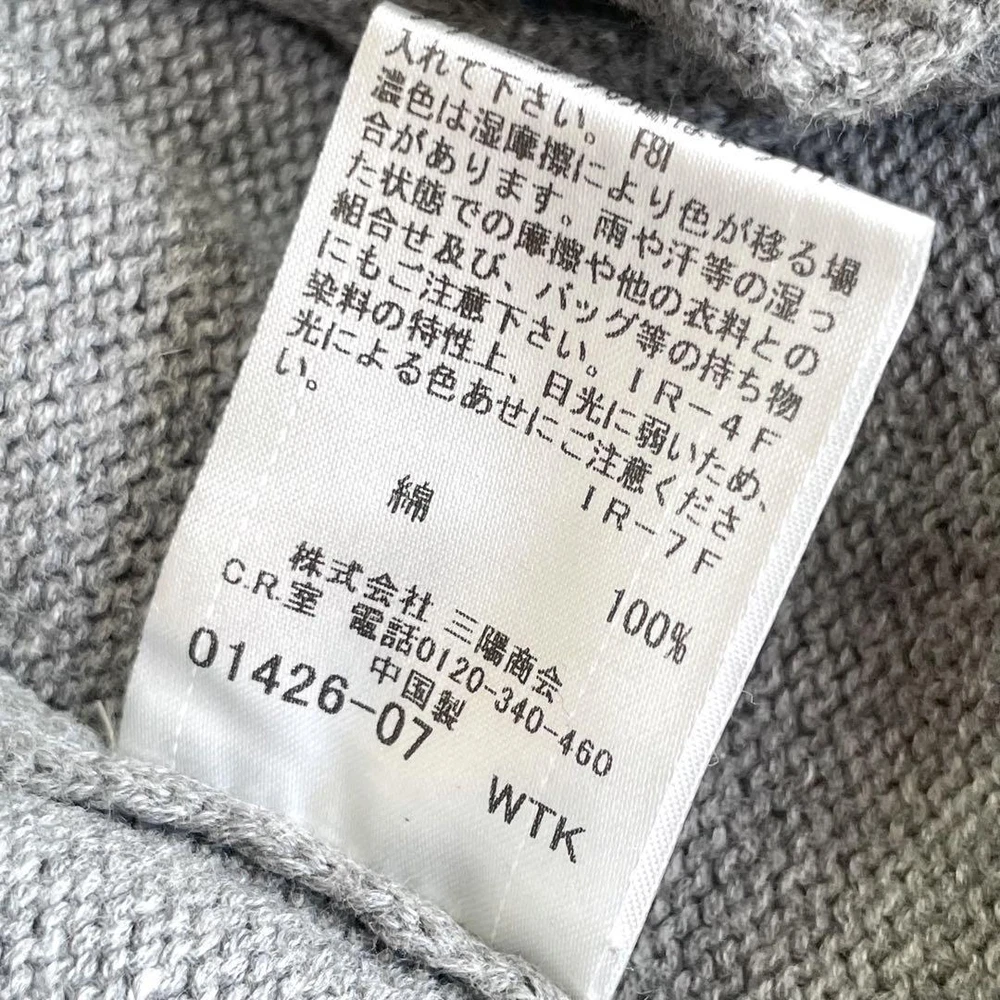 入れて下さい。 F8I
濃色は湿摩擦により色が移る場
合があります。雨や汗等の湿っ
た状態での摩擦や他の衣料との
組合せ及び、バッグ等の持ち物
にもご注意下さい。IR-4F
染料の特性上、日光に弱いため、
光による色あせにご注意くださ
い。 IR-7F
綿 100%
株式会社 三陽商会
C.R.室 電話0120-340-460
中国製
01426-07
WTK